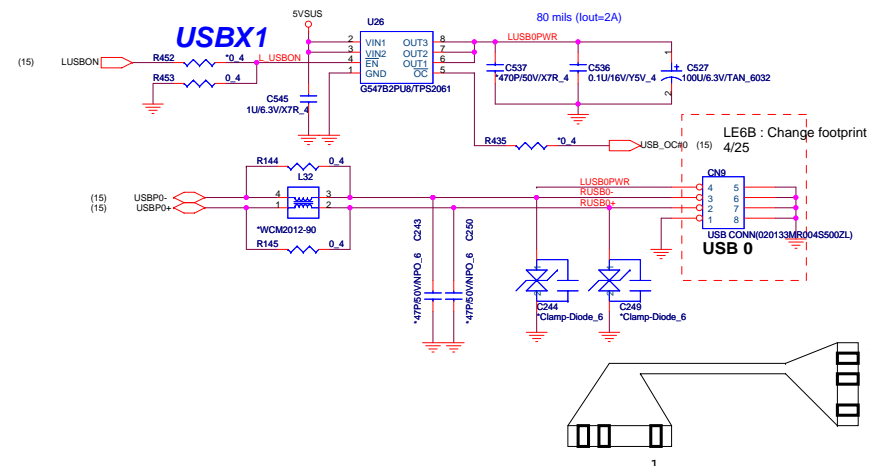 USBX1
5VSUS
U26
80 mils (Iout=2A)
(15) LUSBON
R452 *0_4
L_USBON
R453 0_4
2 VIN1 OUT3 8
3 VIN2 OUT2 7
4 EN OUT1 6
1 GND OC 5
G547B2PU8/TPS2061
LUSB0PWR
C545
1U/6.3V/X7R_4
C537
*470P/50V/X7R_4
C536
0.1U/16V/Y5V_4
1
+
2
C527
100U/6.3V/TAN_6032
R435 *0_4
USB_OC#0 (15)
LE6B : Change footprint
4/25
R144 0_4
L32
(15) USBP0-
(15) USBP0+
4 3
1 2
*WCM2012-90
R145 0_4
C243
*47P/50V/NPO_6
C250
*47P/50V/NPO_6
LUSB0PWR
RUSB0-
RUSB0+
CN9
4 5
3 6
2 7
1 8
USB CONN(020133MR004S500ZL)
USB 0
1
2
C244
*Clamp-Diode_6
1
2
C249
*Clamp-Diode_6
1